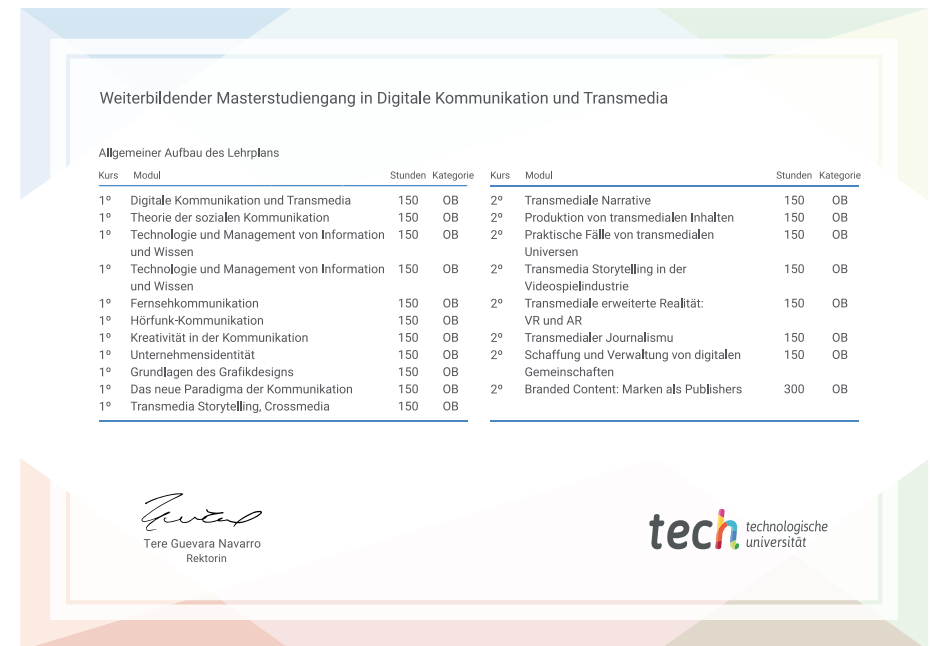 Weiterbildender Masterstudiengang in Digitale Kommunikation und Transmedia
Allgemeiner Aufbau des Lehrplans
Kurs Modul Stunden Kategorie
1º Digitale Kommunikation und Transmedia 150 OB
1º Theorie der sozialen Kommunikation 150 OB
1º Technologie und Management von Information 150 OB
und Wissen
1º Technologie und Management von Information 150 OB
und Wissen
1º Fernsehkommunikation 150 OB
1º Hörfunk-Kommunikation 150 OB
1º Kreativität in der Kommunikation 150 OB
1º Unternehmensidentität 150 OB
1º Grundlagen des Grafikdesigns 150 OB
1º Das neue Paradigma der Kommunikation 150 OB
1º Transmedia Storytelling, Crossmedia 150 OB
Kurs Modul Stunden Kategorie
2º Transmediale Narrative 150 OB
2º Produktion von transmedialen Inhalten 150 OB
2º Praktische Fälle von transmedialen 150 OB
Universen
2º Transmedia Storytelling in der 150 OB
Videospielindustrie
2º Transmediale erweiterte Realität: 150 OB
VR und AR
2º Transmedialer Journalismu 150 OB
2º Schaffung und Verwaltung von digitalen 150 OB
Gemeinschaften
2º Branded Content: Marken als Publishers 300 OB
Tere Guevara Navarro
Rektorin
tech technologische
universität